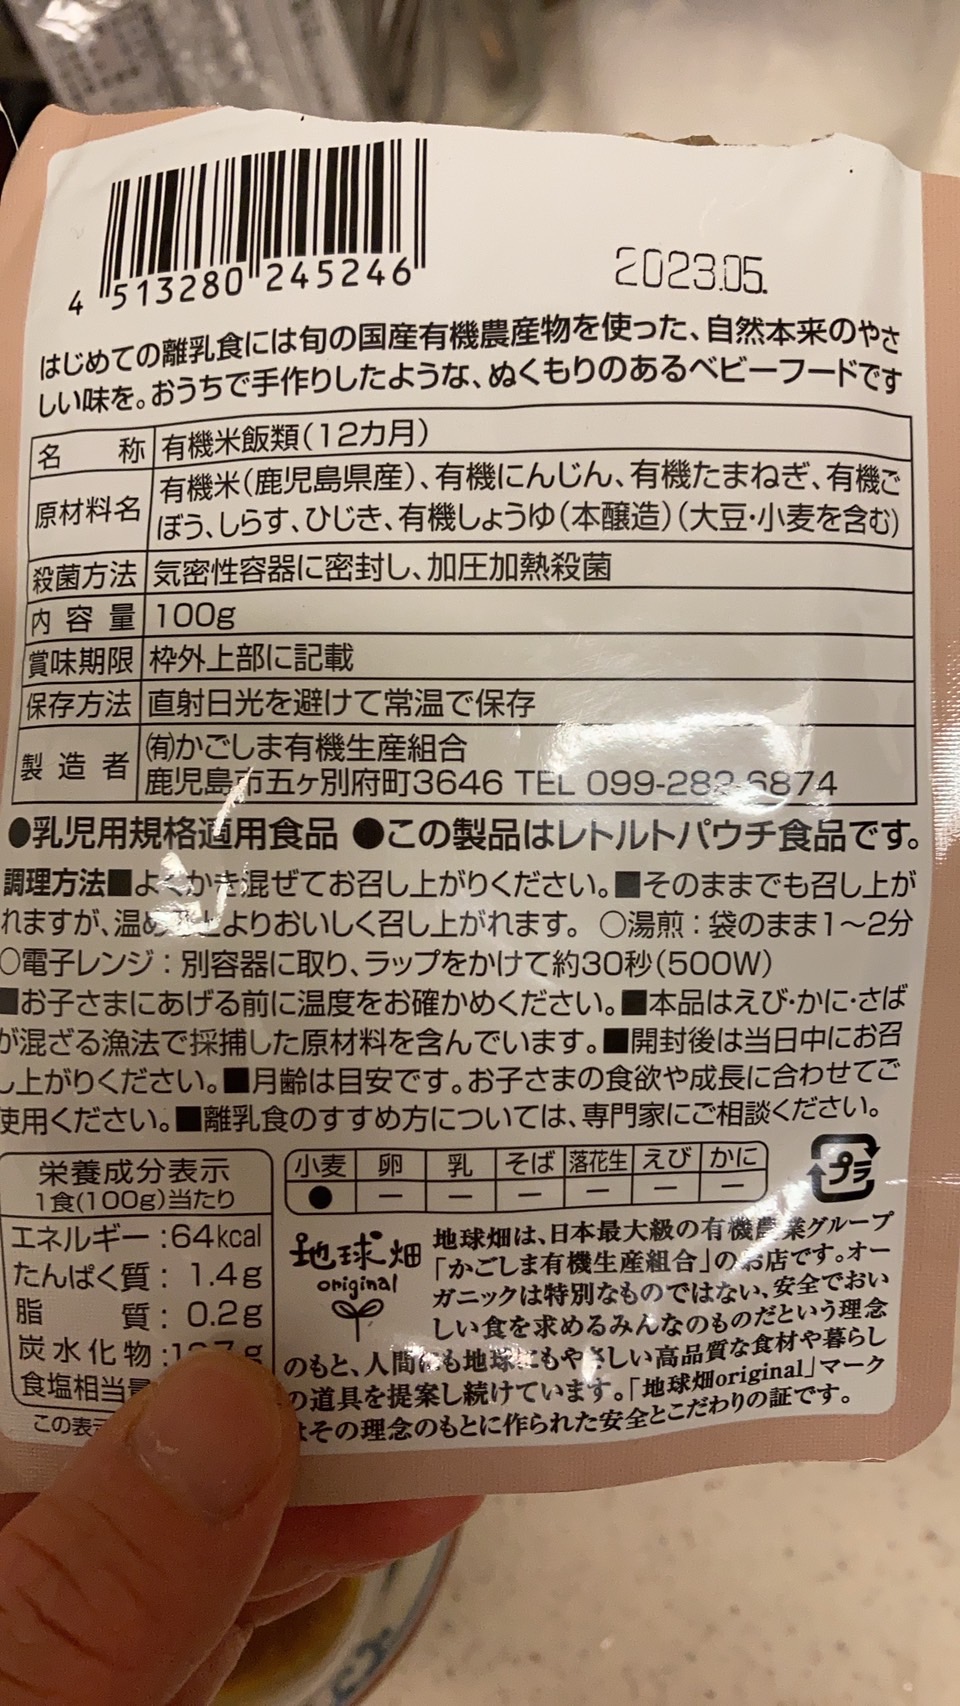 4 513280 245246
2023.05.
はじめての離乳食には旬の国産有機農産物を使った、自然本来のやさ
しい味を。おうちで手作りしたような、ぬくもりのあるベビーフードです
名 称 有機米飯類(12カ月)
原材料名 有機米(鹿児島県産)、有機にんじん、有機たまねぎ、有機ご
ぼう、しらす、ひじき、有機しょうゆ(本醸造)(大豆・小麦を含む)
殺菌方法 気密性容器に密封し、加圧加熱殺菌
内容量 100g
賞味期限 枠外上部に記載
保存方法 直射日光を避けて常温で保存
製造者 ㈲かごしま有機生産組合
鹿児島市五ヶ別府町3646 TEL 099-282-6874
●乳児用規格適用食品 ●この製品はレトルトパウチ食品です。
調理方法■よくかき混ぜてお召し上がりください。■そのままでも召し上が
れますが、温めるとよりおいしく召し上がれます。 ○湯煎:袋のまま1〜2分
○電子レンジ:別容器に取り、ラップをかけて約30秒(500W)
■お子さまにあげる前に温度をお確かめください。■本品はえび・かに・さば
が混ざる漁法で採捕した原材料を含んでいます。■開封後は当日中にお召
し上がりください。■月齢は目安です。お子さまの食欲や成長に合わせてご
使用ください。■離乳食のすすめ方については、専門家にご相談ください。
栄養成分表示
1食(100g)当たり
エネルギー:64kcal
たんぱく質: 1.4g
脂 質: 0.2g
炭水化物:
食塩相当量
この表
小麦 卵 乳 そば 落花生 えび かに
● － － － － － －
プラ
地球畑
original
地球畑は、日本最大級の有機農業グループ
「かごしま有機生産組合」のお店です。オー
ガニックは特別なものではない、安全でおい
しい食を求めるみんなのものだという理念
のもと、人間にも地球にもやさしい高品質な食材や暮らし
の道具を提案し続けています。「地球畑original」マーク
はその理念のもとに作られた安全とこだわりの証です。